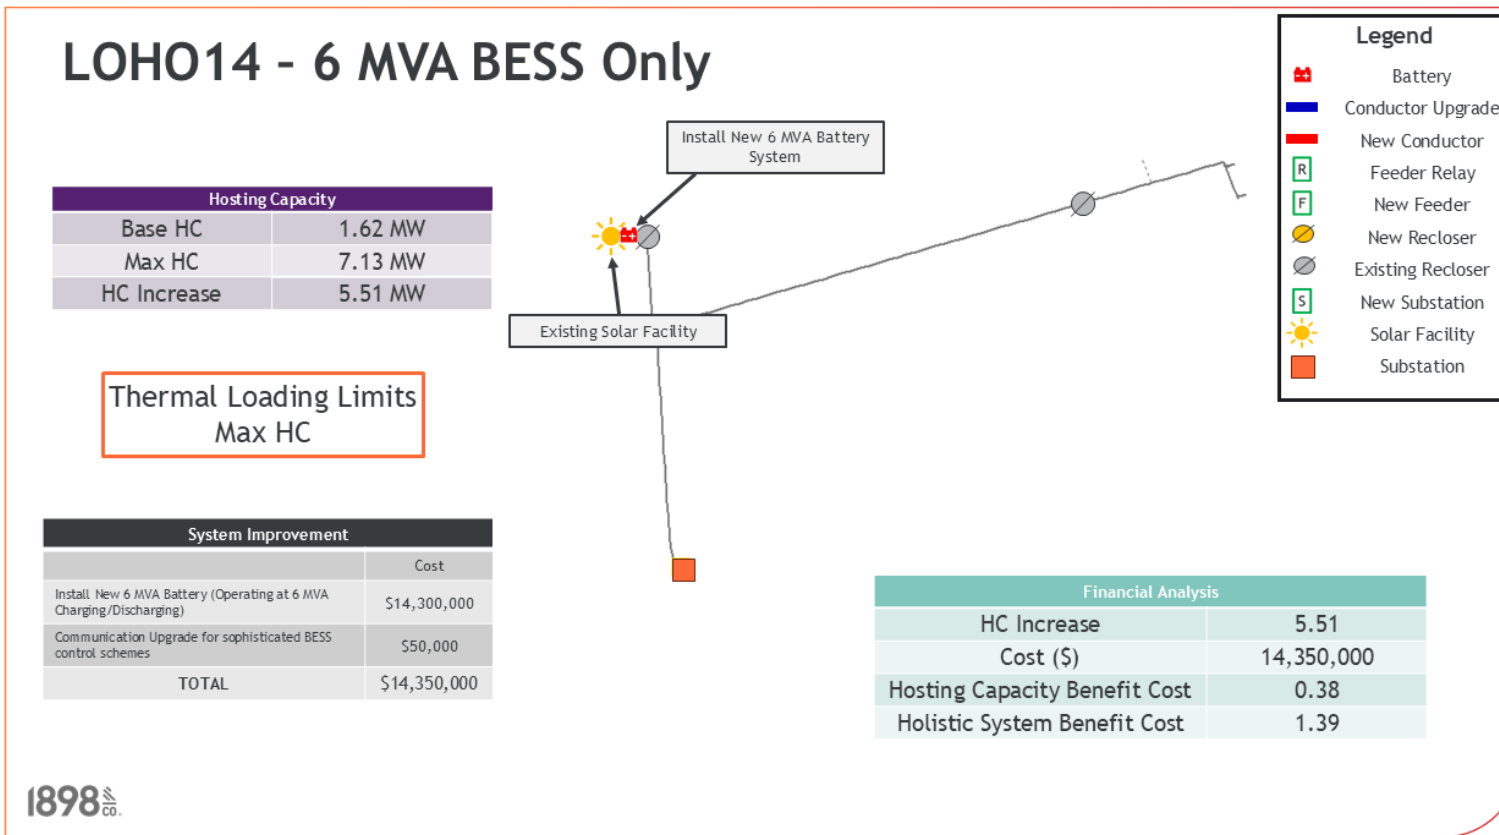 LOHO14 - 6 MVA BESS Only
Legend
Battery
Conductor Upgrade
New Conductor
R Feeder Relay
F New Feeder
New Recloser
Existing Recloser
S New Substation
Solar Facility
Substation
Install New 6 MVA Battery
System
Existing Solar Facility
Hosting Capacity
Base HC 1.62 MW
Max HC 7.13 MW
HC Increase 5.51 MW
Thermal Loading Limits
Max HC
System Improvement
Cost
Install New 6 MVA Battery (Operating at 6 MVA
Charging/Discharging) $14,300,000
Communication Upgrade for sophisticated BESS
control schemes $50,000
TOTAL $14,350,000
Financial Analysis
HC Increase 5.51
Cost ($) 14,350,000
Hosting Capacity Benefit Cost 0.38
Holistic System Benefit Cost 1.39
1898 CO.